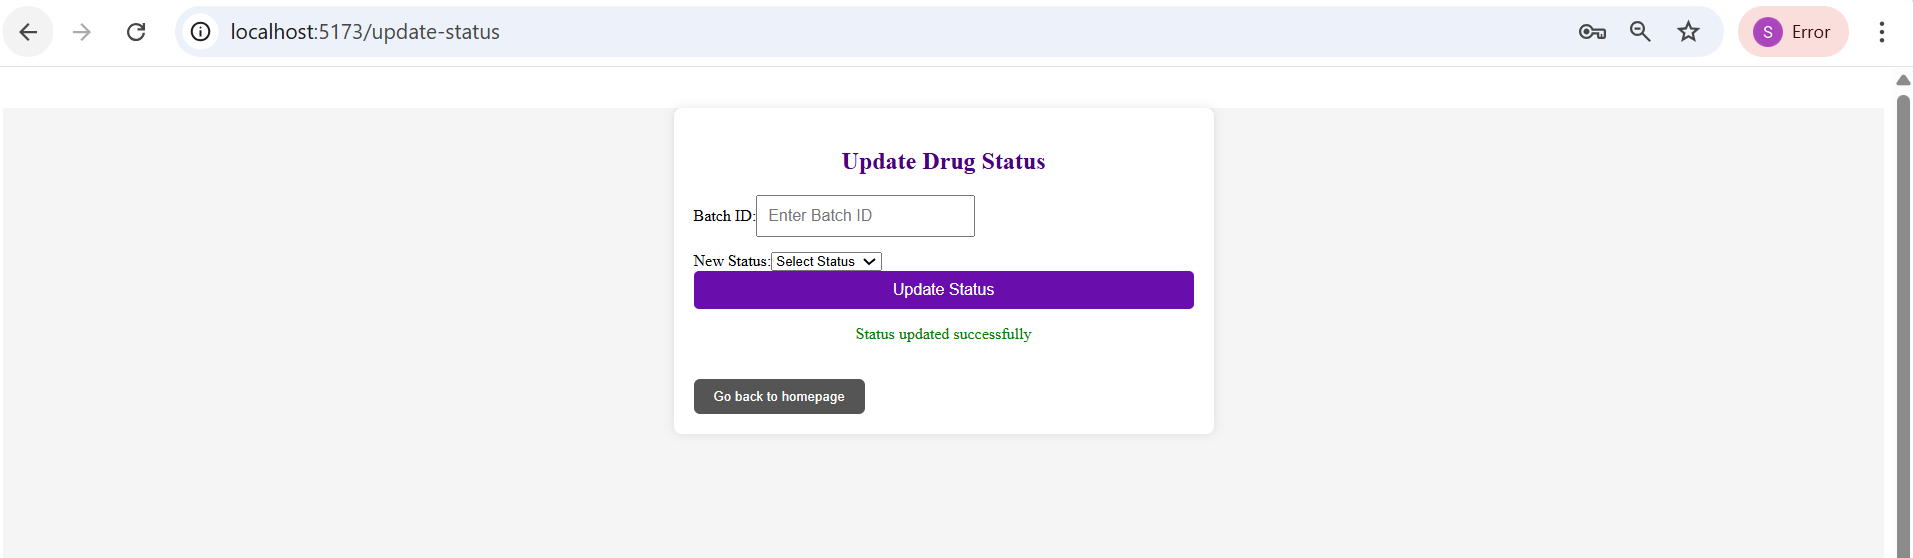 localhost:5173/update-status
S Error
Update Drug Status
Batch ID: Enter Batch ID
New Status: Select Status
Update Status
Status updated successfully
Go back to homepage